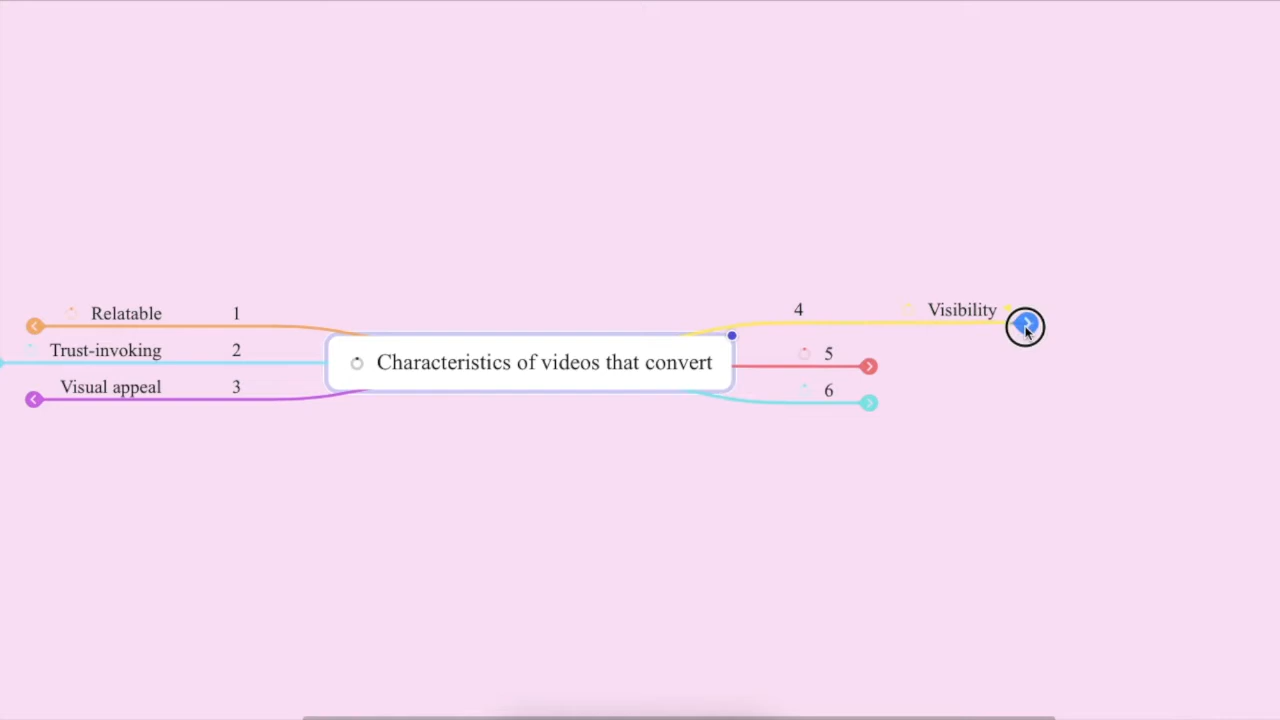 Relatable 1
Trust-invoking 2
Visual appeal 3
Characteristics of videos that convert
4 Visibility
5
6